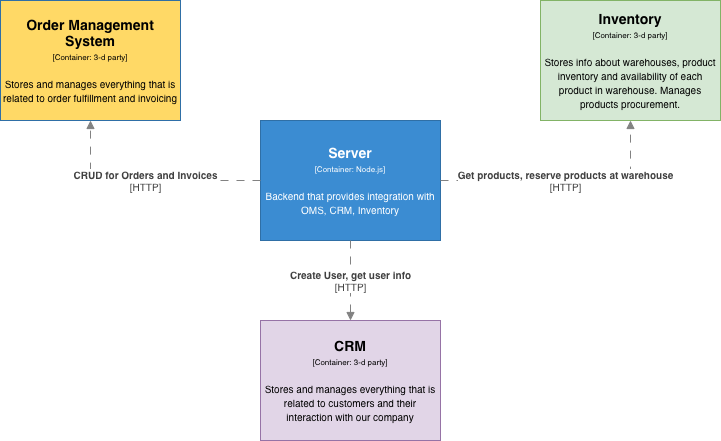 Order Management
System
[Container: 3-d party]
Stores and manages everything that is
related to order fulfillment and invoicing
Inventory
[Container: 3-d party]
Stores info about warehouses, product
inventory and availability of each
product in warehouse. Manages
products procurement.
Server
[Container: Node.js]
Backend that provides integration with
OMS, CRM, Inventory
CRUD for Orders and Invoices
[HTTP]
Get products, reserve products at warehouse
[HTTP]
Create User, get user info
[HTTP]
CRM
[Container: 3-d party]
Stores and manages everything that is
related to customers and their
interaction with our company